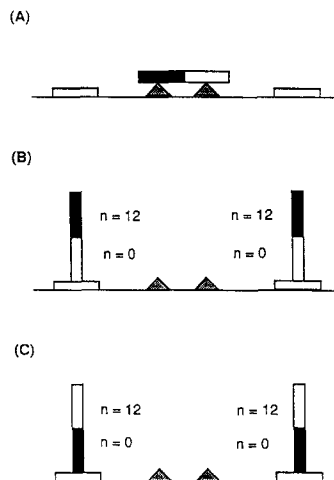 (A)
(B)
n = 12 n = 12
n = 0 n = 0
(C)
n = 12 n = 12
n = 0 n = 0